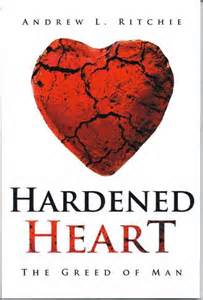 Andrew L. Ritchie
Hardened
Heart
The Greed of Man